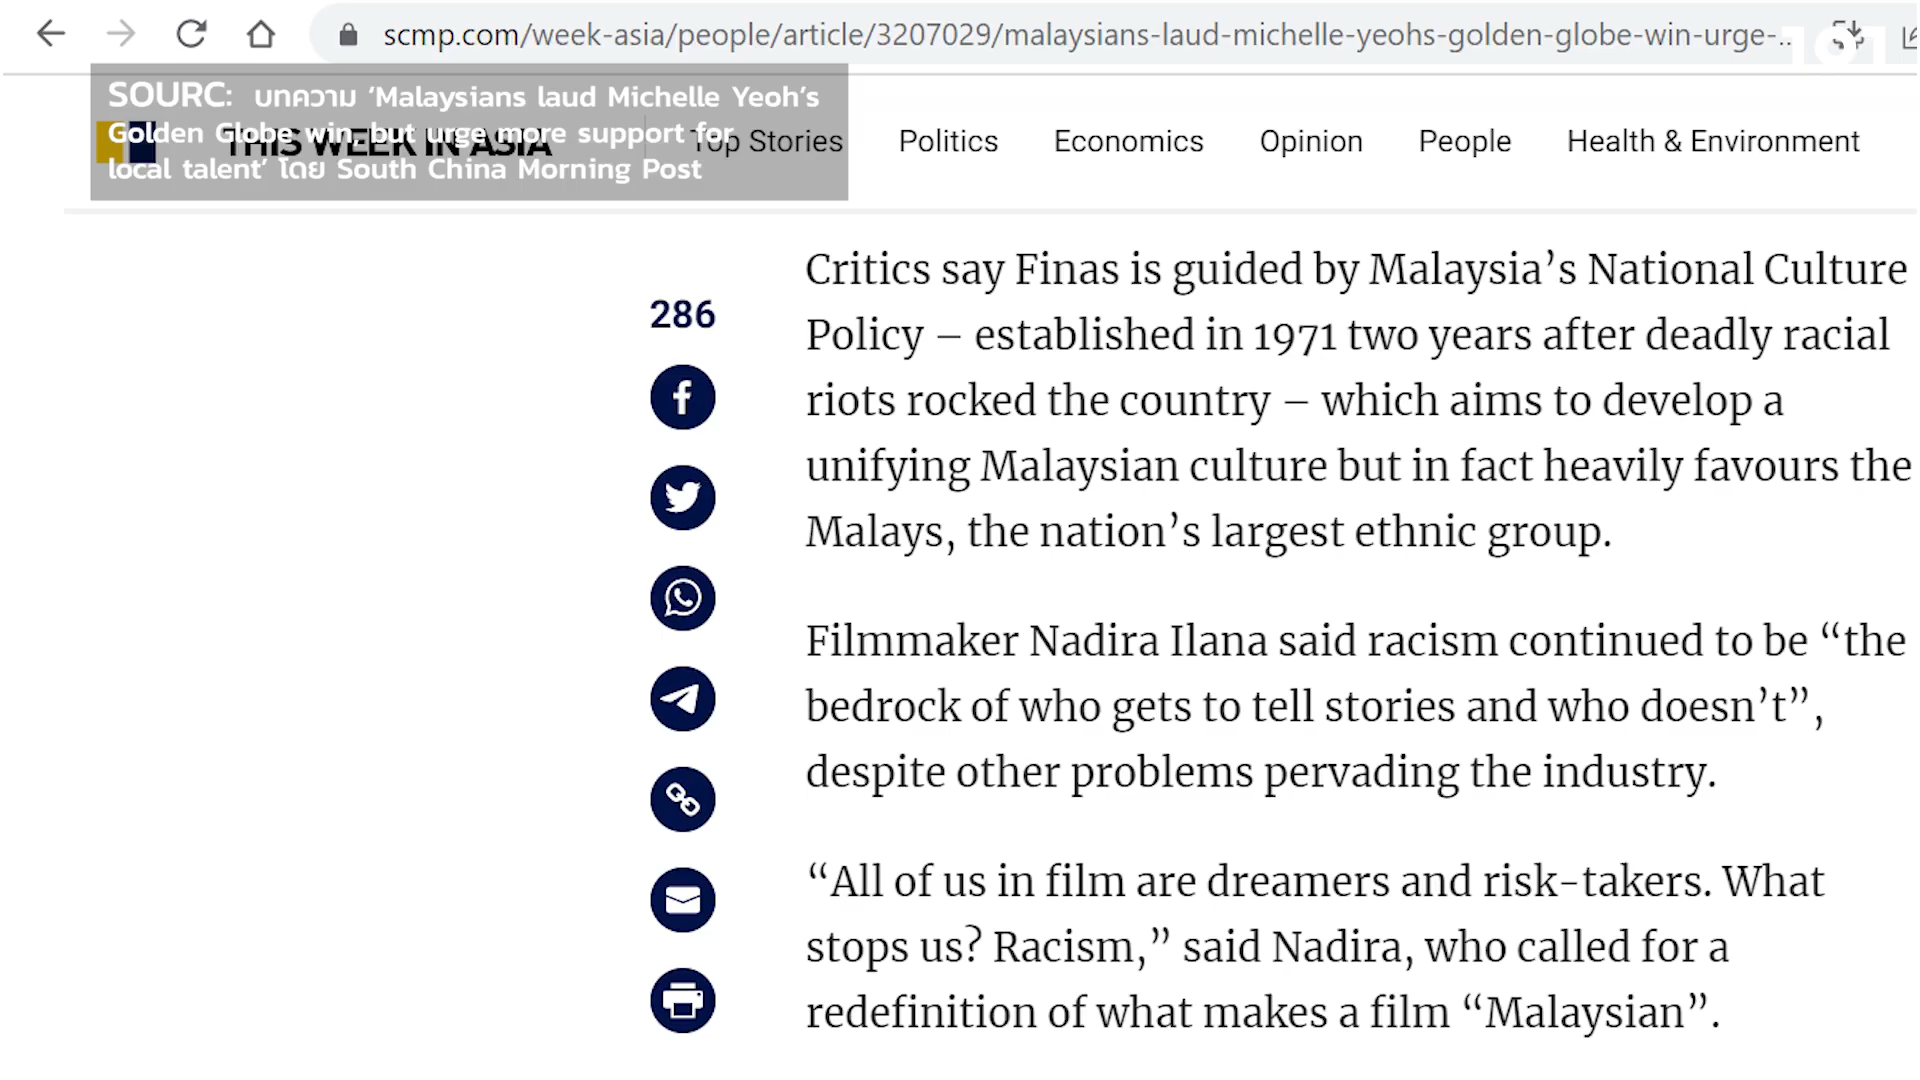 scmp.com/week-asia/people/article/3207029/malaysians-laud-michelle-yeohs-golden-globe-win-urge-...
101
SOURC: บทความ ‘Malaysians laud Michelle Yeoh’s
Golden Globe win, but urge more support for
local talent’ โดย South China Morning Post
THIS WEEK IN ASIA
Top Stories Politics Economics Opinion People Health & Environment
286
Critics say Finas is guided by Malaysia’s National Culture
Policy – established in 1971 two years after deadly racial
riots rocked the country – which aims to develop a
unifying Malaysian culture but in fact heavily favours the
Malays, the nation’s largest ethnic group.
Filmmaker Nadira Ilana said racism continued to be “the
bedrock of who gets to tell stories and who doesn’t”,
despite other problems pervading the industry.
“All of us in film are dreamers and risk-takers. What
stops us? Racism,” said Nadira, who called for a
redefinition of what makes a film “Malaysian”.